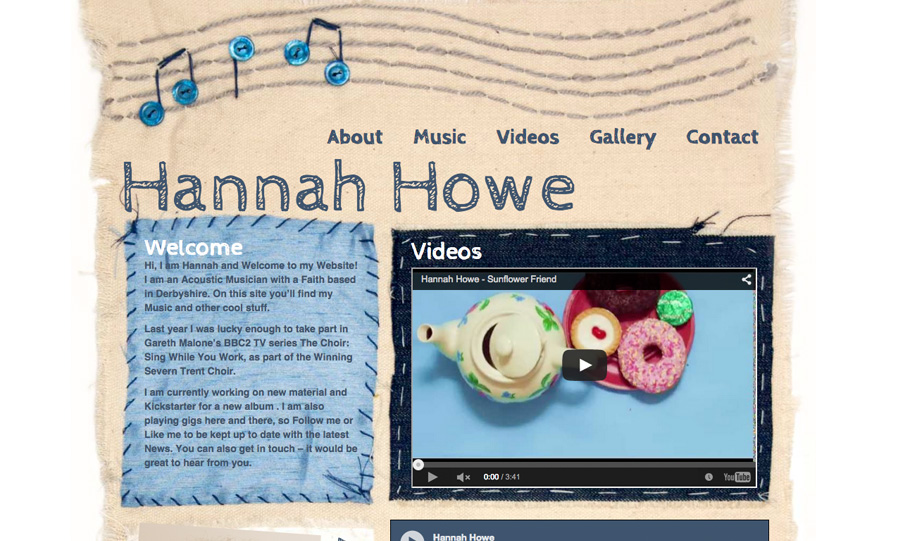 About Music Videos Gallery Contact
Hannah Howe
Welcome
Hi, I am Hannah and Welcome to my Website!
I am an Acoustic Musician with a Faith based
in Derbyshire. On this site you'll find my
Music and other cool stuff.
Last year I was lucky enough to take part in
Gareth Malone's BBC2 TV series The Choir:
Sing While You Work, as part of the Winning
Severn Trent Choir.
I am currently working on new material and
Kickstarter for a new album . I am also
playing gigs here and there, so Follow me or
Like me to be kept up to date with the latest
News. You can also get in touch – it would be
great to hear from you.
Videos
Hannah Howe - Sunflower Friend
0:00 / 3:41
YouTube
Hannah Howe